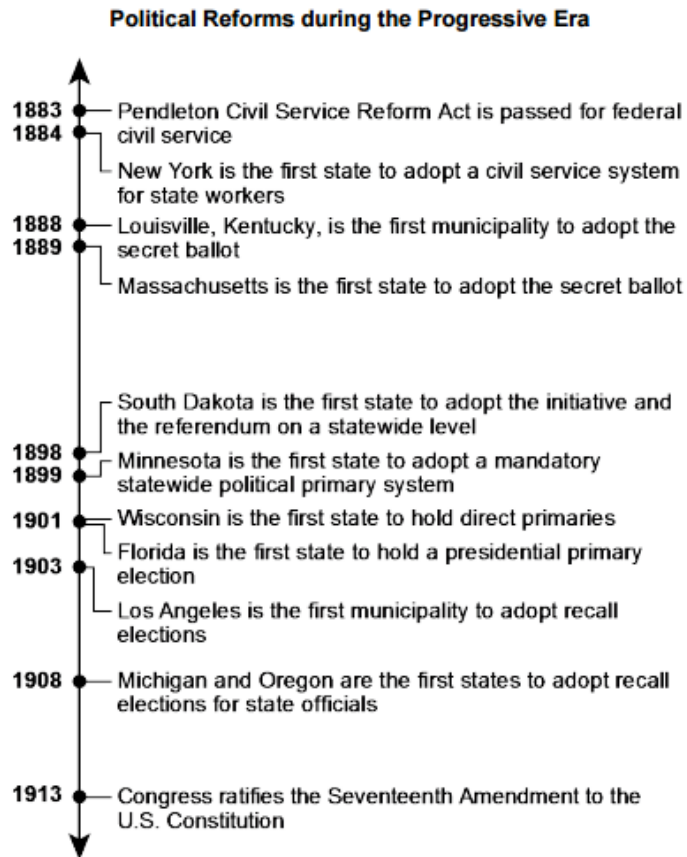 Political Reforms during the Progressive Era
1883 Pendleton Civil Service Reform Act is passed for federal
1884 civil service
New York is the first state to adopt a civil service system
for state workers
1888 Louisville, Kentucky, is the first municipality to adopt the
1889 secret ballot
Massachusetts is the first state to adopt the secret ballot
South Dakota is the first state to adopt the initiative and
the referendum on a statewide level
1898
1899 Minnesota is the first state to adopt a mandatory
statewide political primary system
1901 Wisconsin is the first state to hold direct primaries
Florida is the first state to hold a presidential primary
1903 election
Los Angeles is the first municipality to adopt recall
elections
1908 Michigan and Oregon are the first states to adopt recall
elections for state officials
1913 Congress ratifies the Seventeenth Amendment to the
U.S. Constitution